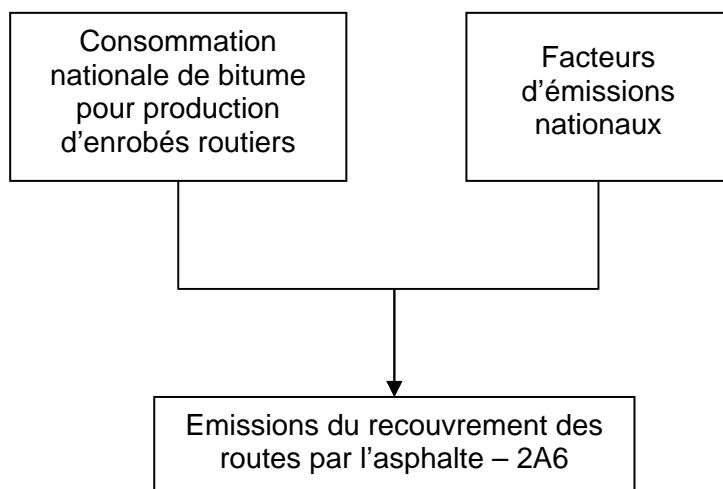 Consommation
nationale de bitume
pour production
d’enrobés routiers
Facteurs
d’émissions
nationaux
Emissions du recouvrement des
routes par l’asphalte – 2A6